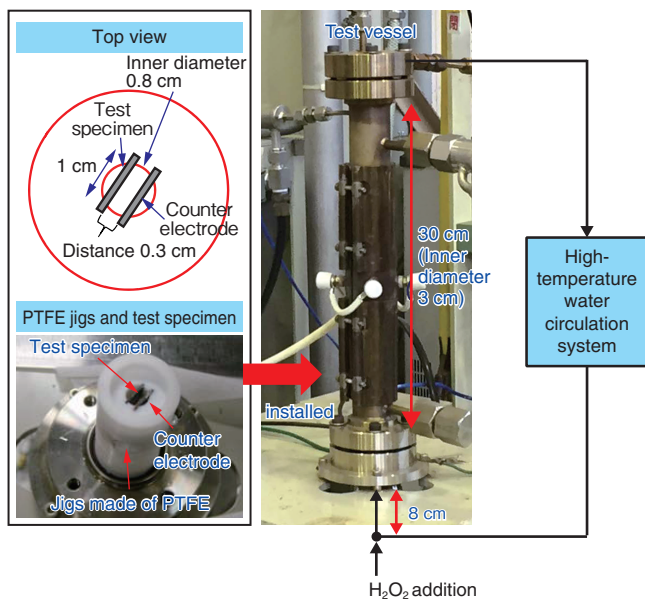 Top view
Inner diameter
0.8 cm
Test
specimen
1 cm
Counter
electrode
Distance 0.3 cm
PTFE jigs and test specimen
Test specimen
Counter
electrode
Jigs made of PTFE
installed
Test vessel
30 cm
(Inner
diameter
3 cm)
8 cm
H₂O₂ addition
High-
temperature
water
circulation
system